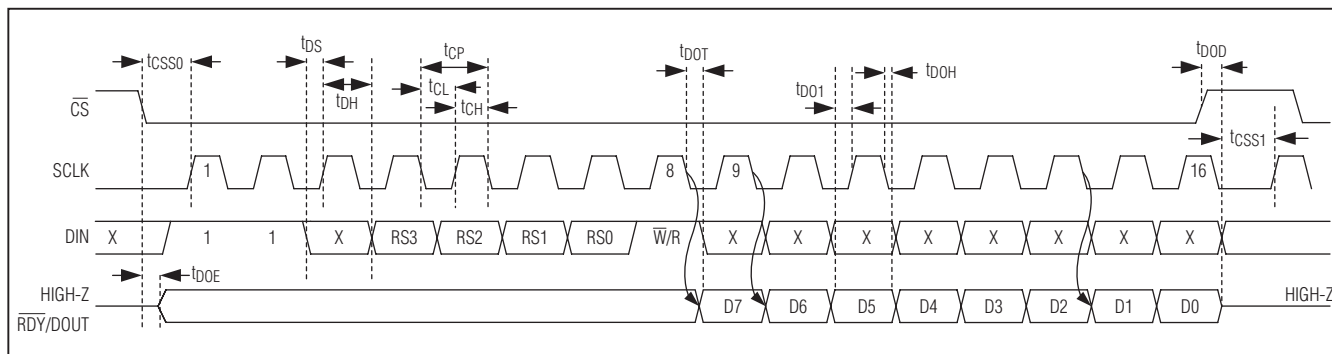 tCSS0 tDS tDH tCP tCL tCH tDOT tDO1 tDOH tDOD
CS
tCSS1
SCLK 1 8 9 16
DIN X 1 1 X RS3 RS2 RS1 RS0 W/R X X X X X X X X
tDOE
HIGH-Z HIGH-Z
RDY/DOUT D7 D6 D5 D4 D3 D2 D1 D0